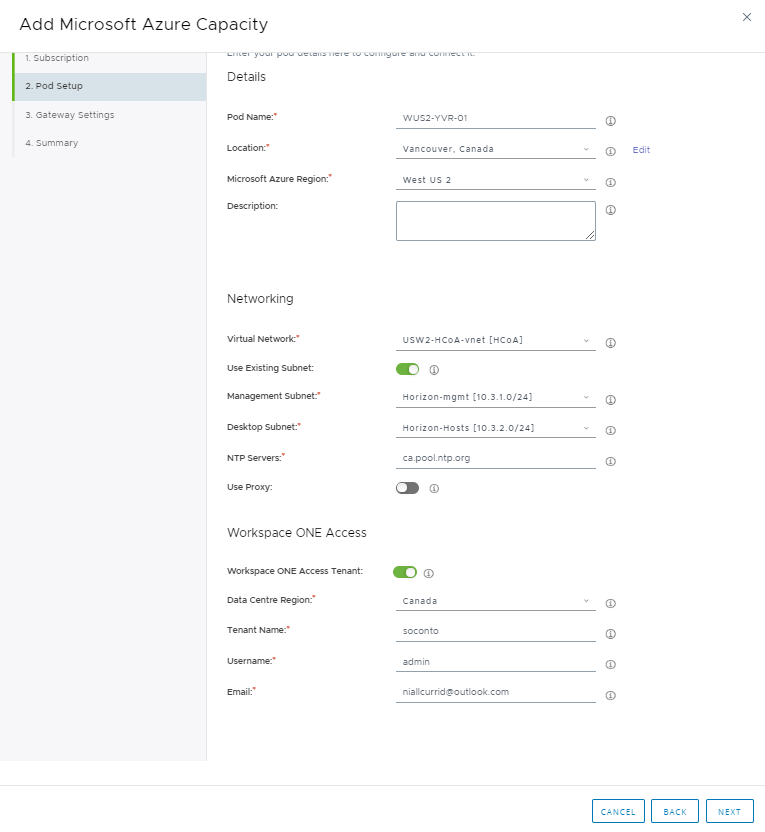 Add Microsoft Azure Capacity
1. Subscription
2. Pod Setup
3. Gateway Settings
4. Summary
Enter your pod details here to configure and connect it.
Details
Pod Name:* WUS2-YVR-01
Location:* Vancouver, Canada Edit
Microsoft Azure Region:* West US 2
Description:
Networking
Virtual Network:* USW2-HCoA-vnet [HCoA]
Use Existing Subnet:
Management Subnet:* Horizon-mgmt [10.3.1.0/24]
Desktop Subnet:* Horizon-Hosts [10.3.2.0/24]
NTP Servers:* ca.pool.ntp.org
Use Proxy:
Workspace ONE Access
Workspace ONE Access Tenant:
Data Centre Region:* Canada
Tenant Name:* soconto
Username:* admin
Email:* niallcurrid@outlook.com
CANCEL BACK NEXT